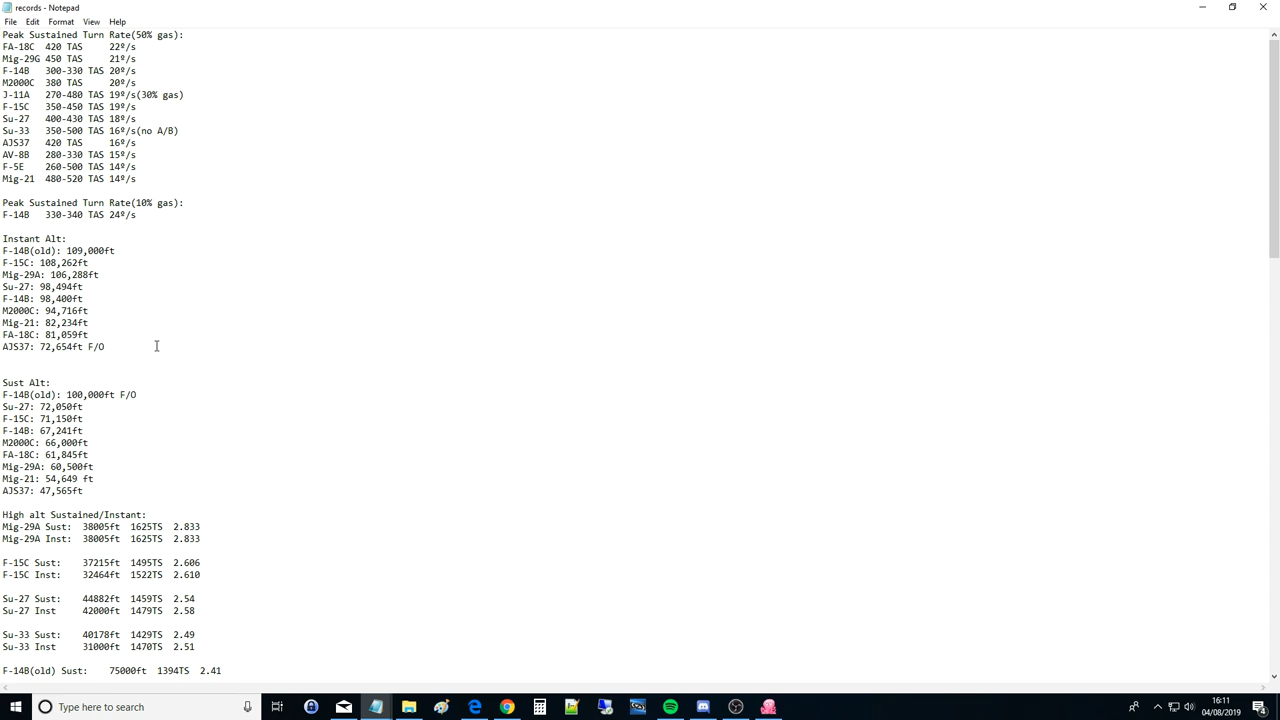 records - Notepad
File Edit Format View Help
Peak Sustained Turn Rate(50% gas):
FA-18C 420 TAS 22º/s
Mig-29G 450 TAS 21º/s
F-14B 300-330 TAS 20º/s
M2000C 380 TAS 20º/s
J-11A 270-480 TAS 19º/s(30% gas)
F-15C 350-450 TAS 19º/s
Su-27 400-430 TAS 18º/s
Su-33 350-500 TAS 16º/s(no A/B)
AJS37 420 TAS 16º/s
AV-8B 280-330 TAS 15º/s
F-5E 260-500 TAS 14º/s
Mig-21 480-520 TAS 14º/s
Peak Sustained Turn Rate(10% gas):
F-14B 330-340 TAS 24º/s
Instant Alt:
F-14B(old): 109,000ft
F-15C: 108,262ft
Mig-29A: 106,288ft
Su-27: 98,494ft
F-14B: 98,400ft
M2000C: 94,716ft
Mig-21: 82,234ft
FA-18C: 81,059ft
AJS37: 72,654ft F/O
Sust Alt:
F-14B(old): 100,000ft F/O
Su-27: 72,050ft
F-15C: 71,150ft
F-14B: 67,241ft
M2000C: 66,000ft
FA-18C: 61,845ft
Mig-29A: 60,500ft
Mig-21: 54,649 ft
AJS37: 47,565ft
High alt Sustained/Instant:
Mig-29A Sust: 38005ft 1625TS 2.833
Mig-29A Inst: 38005ft 1625TS 2.833
F-15C Sust: 37215ft 1495TS 2.606
F-15C Inst: 32464ft 1522TS 2.610
Su-27 Sust: 44882ft 1459TS 2.54
Su-27 Inst 42000ft 1479TS 2.58
Su-33 Sust: 40178ft 1429TS 2.49
Su-33 Inst 31000ft 1470TS 2.51
F-14B(old) Sust: 75000ft 1394TS 2.41
Type here to search
16:11
04/08/2019
4